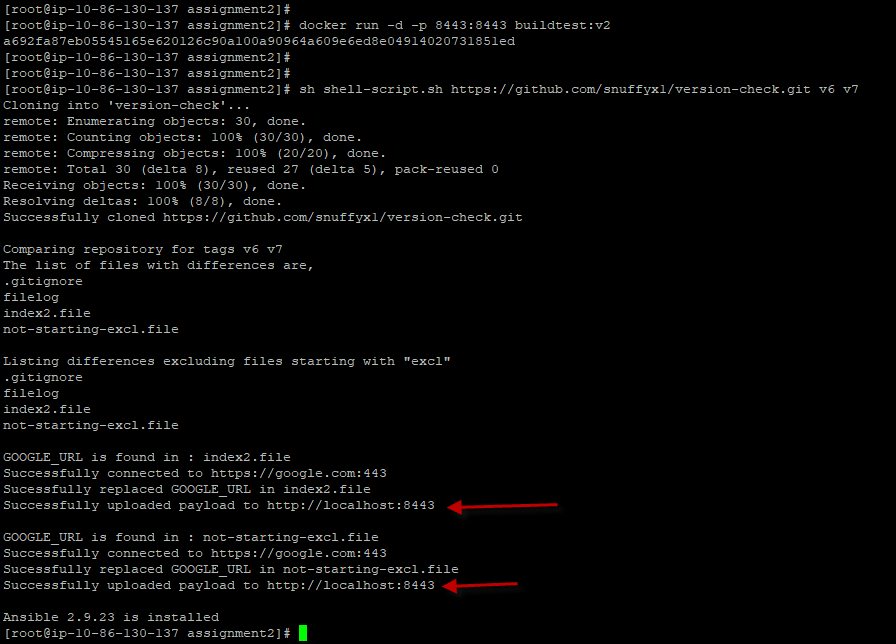 [root@ip-10-86-130-137 assignment2]#
[root@ip-10-86-130-137 assignment2]# docker run -d -p 8443:8443 buildtest:v2
a692fa87eb05545165e620126c90a100a90964a609e6ed8e04914020731851ed
[root@ip-10-86-130-137 assignment2]#
[root@ip-10-86-130-137 assignment2]#
[root@ip-10-86-130-137 assignment2]# sh shell-script.sh https://github.com/snuffyxl/version-check.git v6 v7
Cloning into 'version-check'...
remote: Enumerating objects: 30, done.
remote: Counting objects: 100% (30/30), done.
remote: Compressing objects: 100% (20/20), done.
remote: Total 30 (delta 8), reused 27 (delta 5), pack-reused 0
Receiving objects: 100% (30/30), done.
Resolving deltas: 100% (8/8), done.
Successfully cloned https://github.com/snuffyxl/version-check.git
Comparing repository for tags v6 v7
The list of files with differences are,
.gitignore
filelog
index2.file
not-starting-excl.file
Listing differences excluding files starting with "excl"
.gitignore
filelog
index2.file
not-starting-excl.file
GOOGLE_URL is found in : index2.file
Successfully connected to https://google.com:443
Sucessfully replaced GOOGLE_URL in index2.file
Successfully uploaded payload to http://localhost:8443
GOOGLE_URL is found in : not-starting-excl.file
Successfully connected to https://google.com:443
Sucessfully replaced GOOGLE_URL in not-starting-excl.file
Successfully uploaded payload to http://localhost:8443
Ansible 2.9.23 is installed
[root@ip-10-86-130-137 assignment2]#